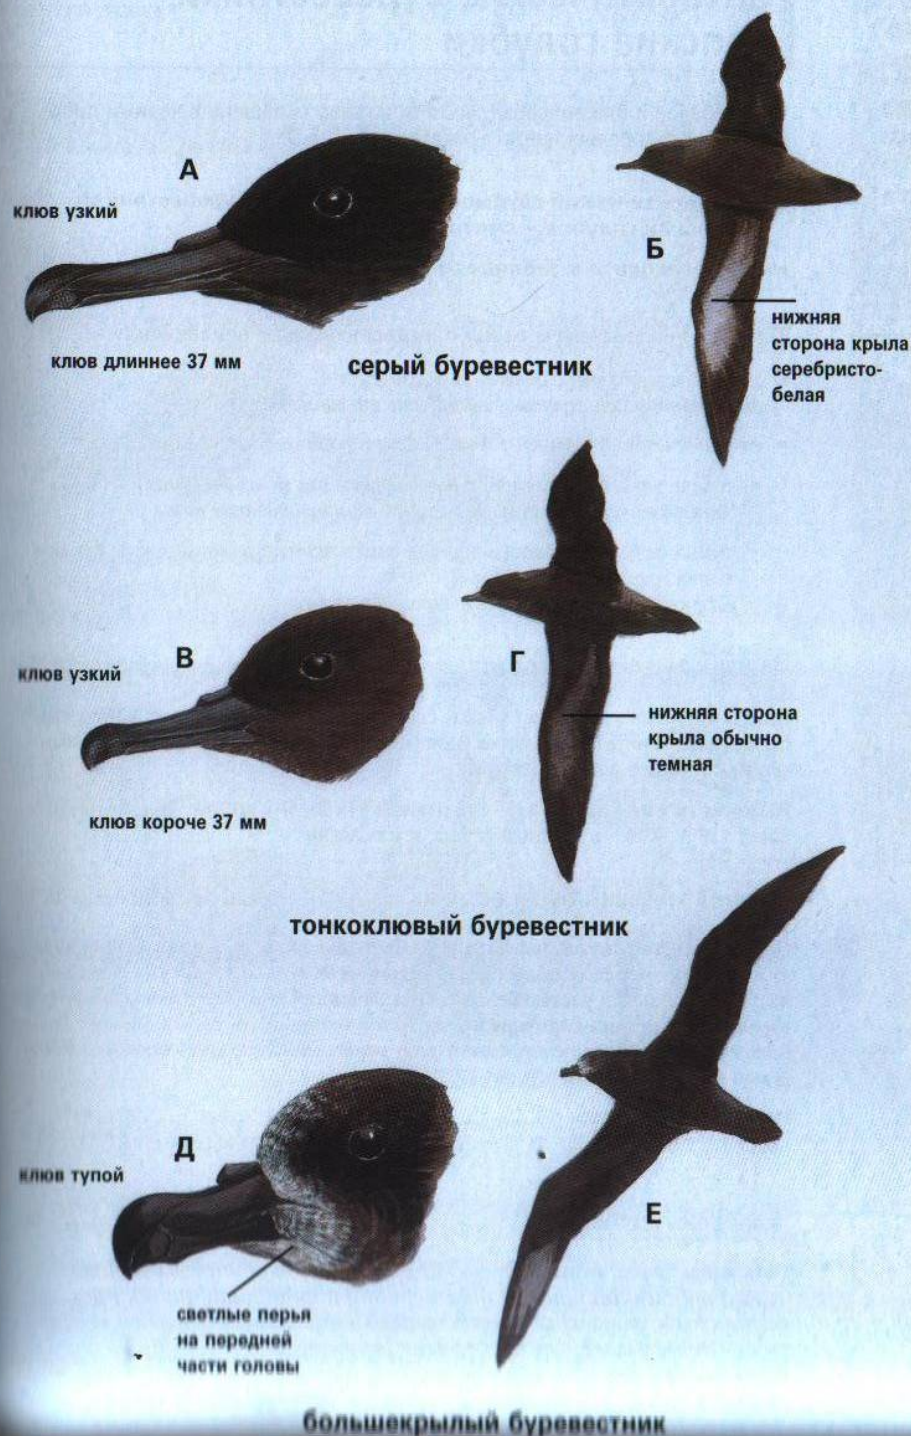 А
клюв узкий
Б
нижняя
сторона крыла
серебристо-
белая
клюв длиннее 37 мм
серый буревестник
В
клюв узкий
Г
нижняя сторона
крыла обычно
темная
клюв короче 37 мм
тонкоклювый буревестник
Д
клюв тупой
Е
светлые перья
на передней
части головы
большекрылый буревестник